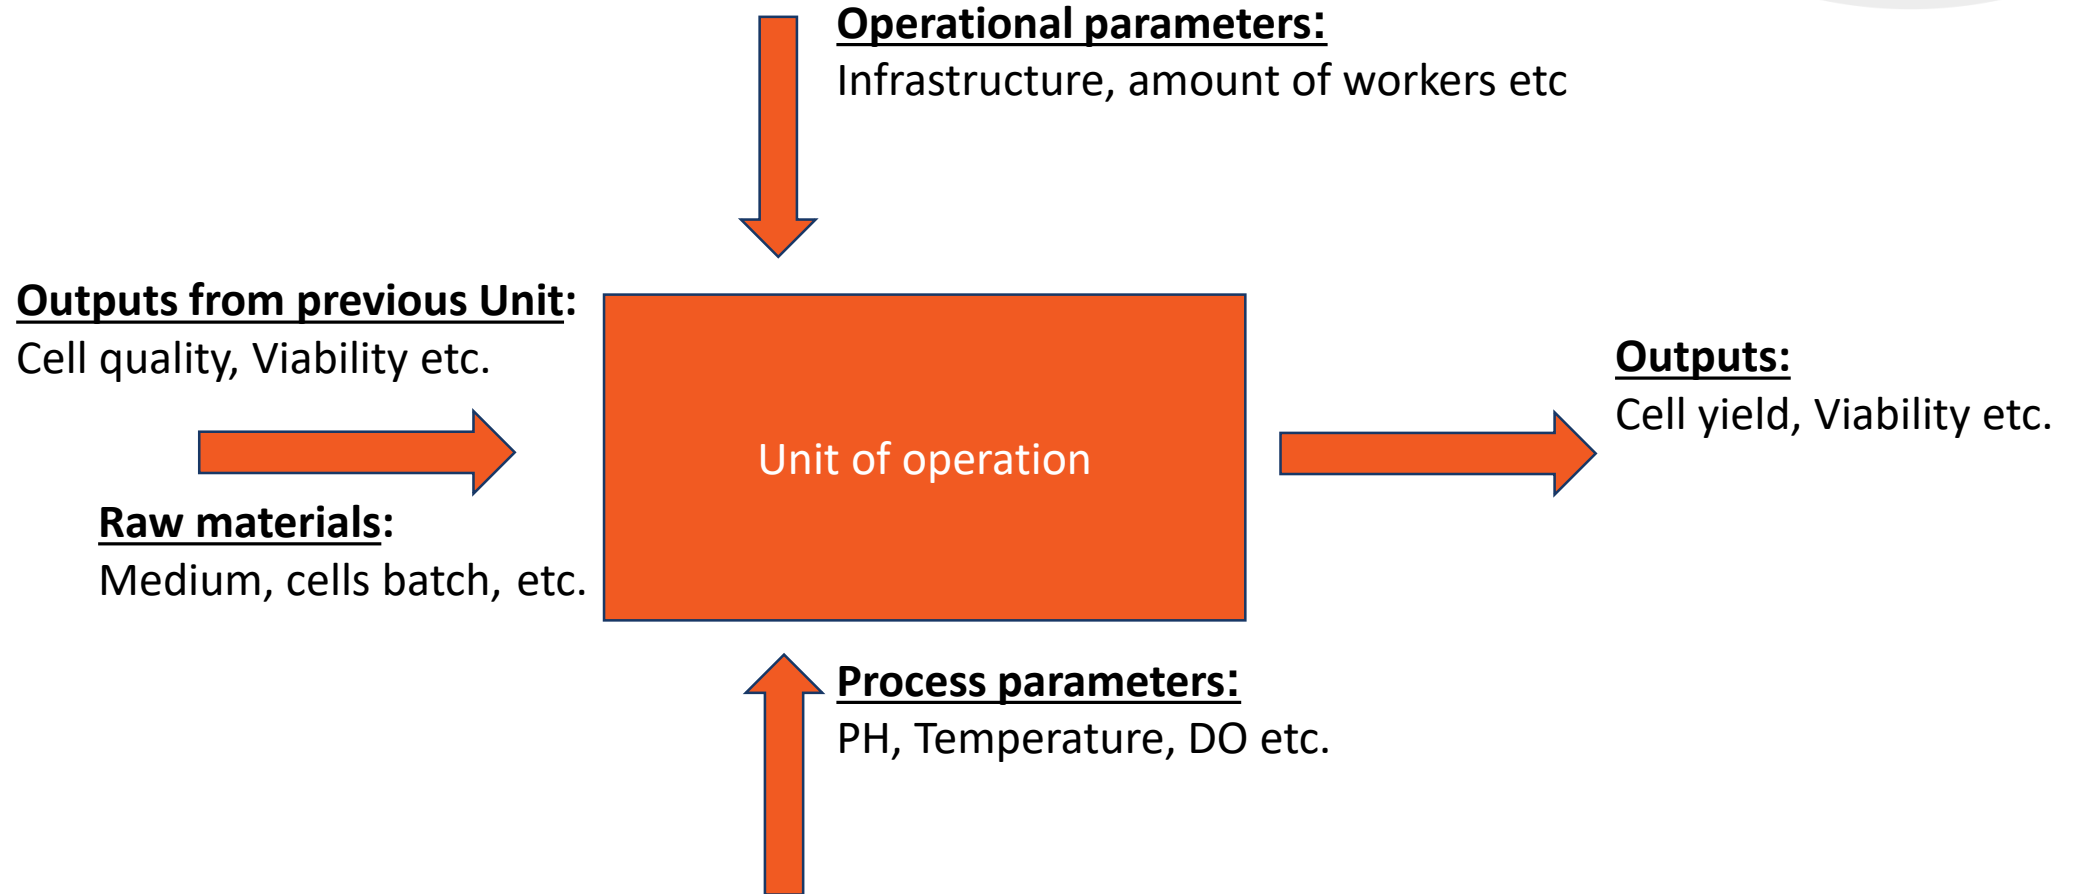 Operational parameters:
Infrastructure, amount of workers etc
Outputs from previous Unit:
Cell quality, Viability etc.
Raw materials:
Medium, cells batch, etc.
Unit of operation
Outputs:
Cell yield, Viability etc.
Process parameters:
PH, Temperature, DO etc.